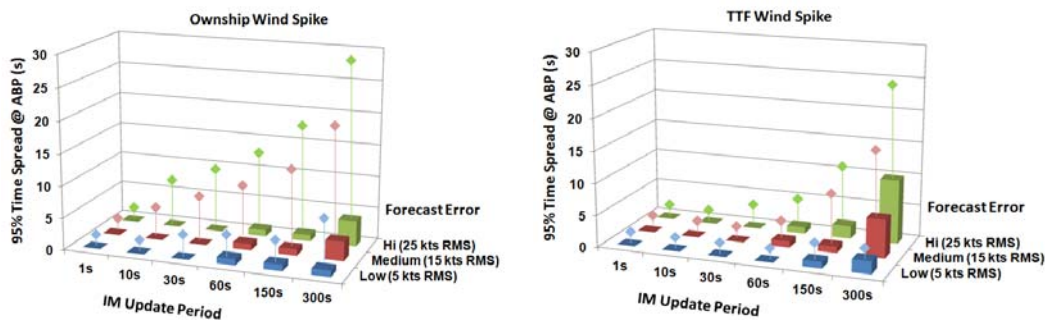 Ownship Wind Spike
95% Time Spread @ ABP (s)
30
25
20
15
10
5
0
1s
10s
30s
60s
150s
300s
IM Update Period
Forecast Error
Hi (25 kts RMS)
Medium (15 kts RMS)
Low (5 kts RMS)
TTF Wind Spike
95% Time Spread @ ABP (s)
30
25
20
15
10
5
0
1s
10s
30s
60s
150s
300s
IM Update Period
Forecast Error
Hi (25 kts RMS)
Medium (15 kts RMS)
Low (5 kts RMS)